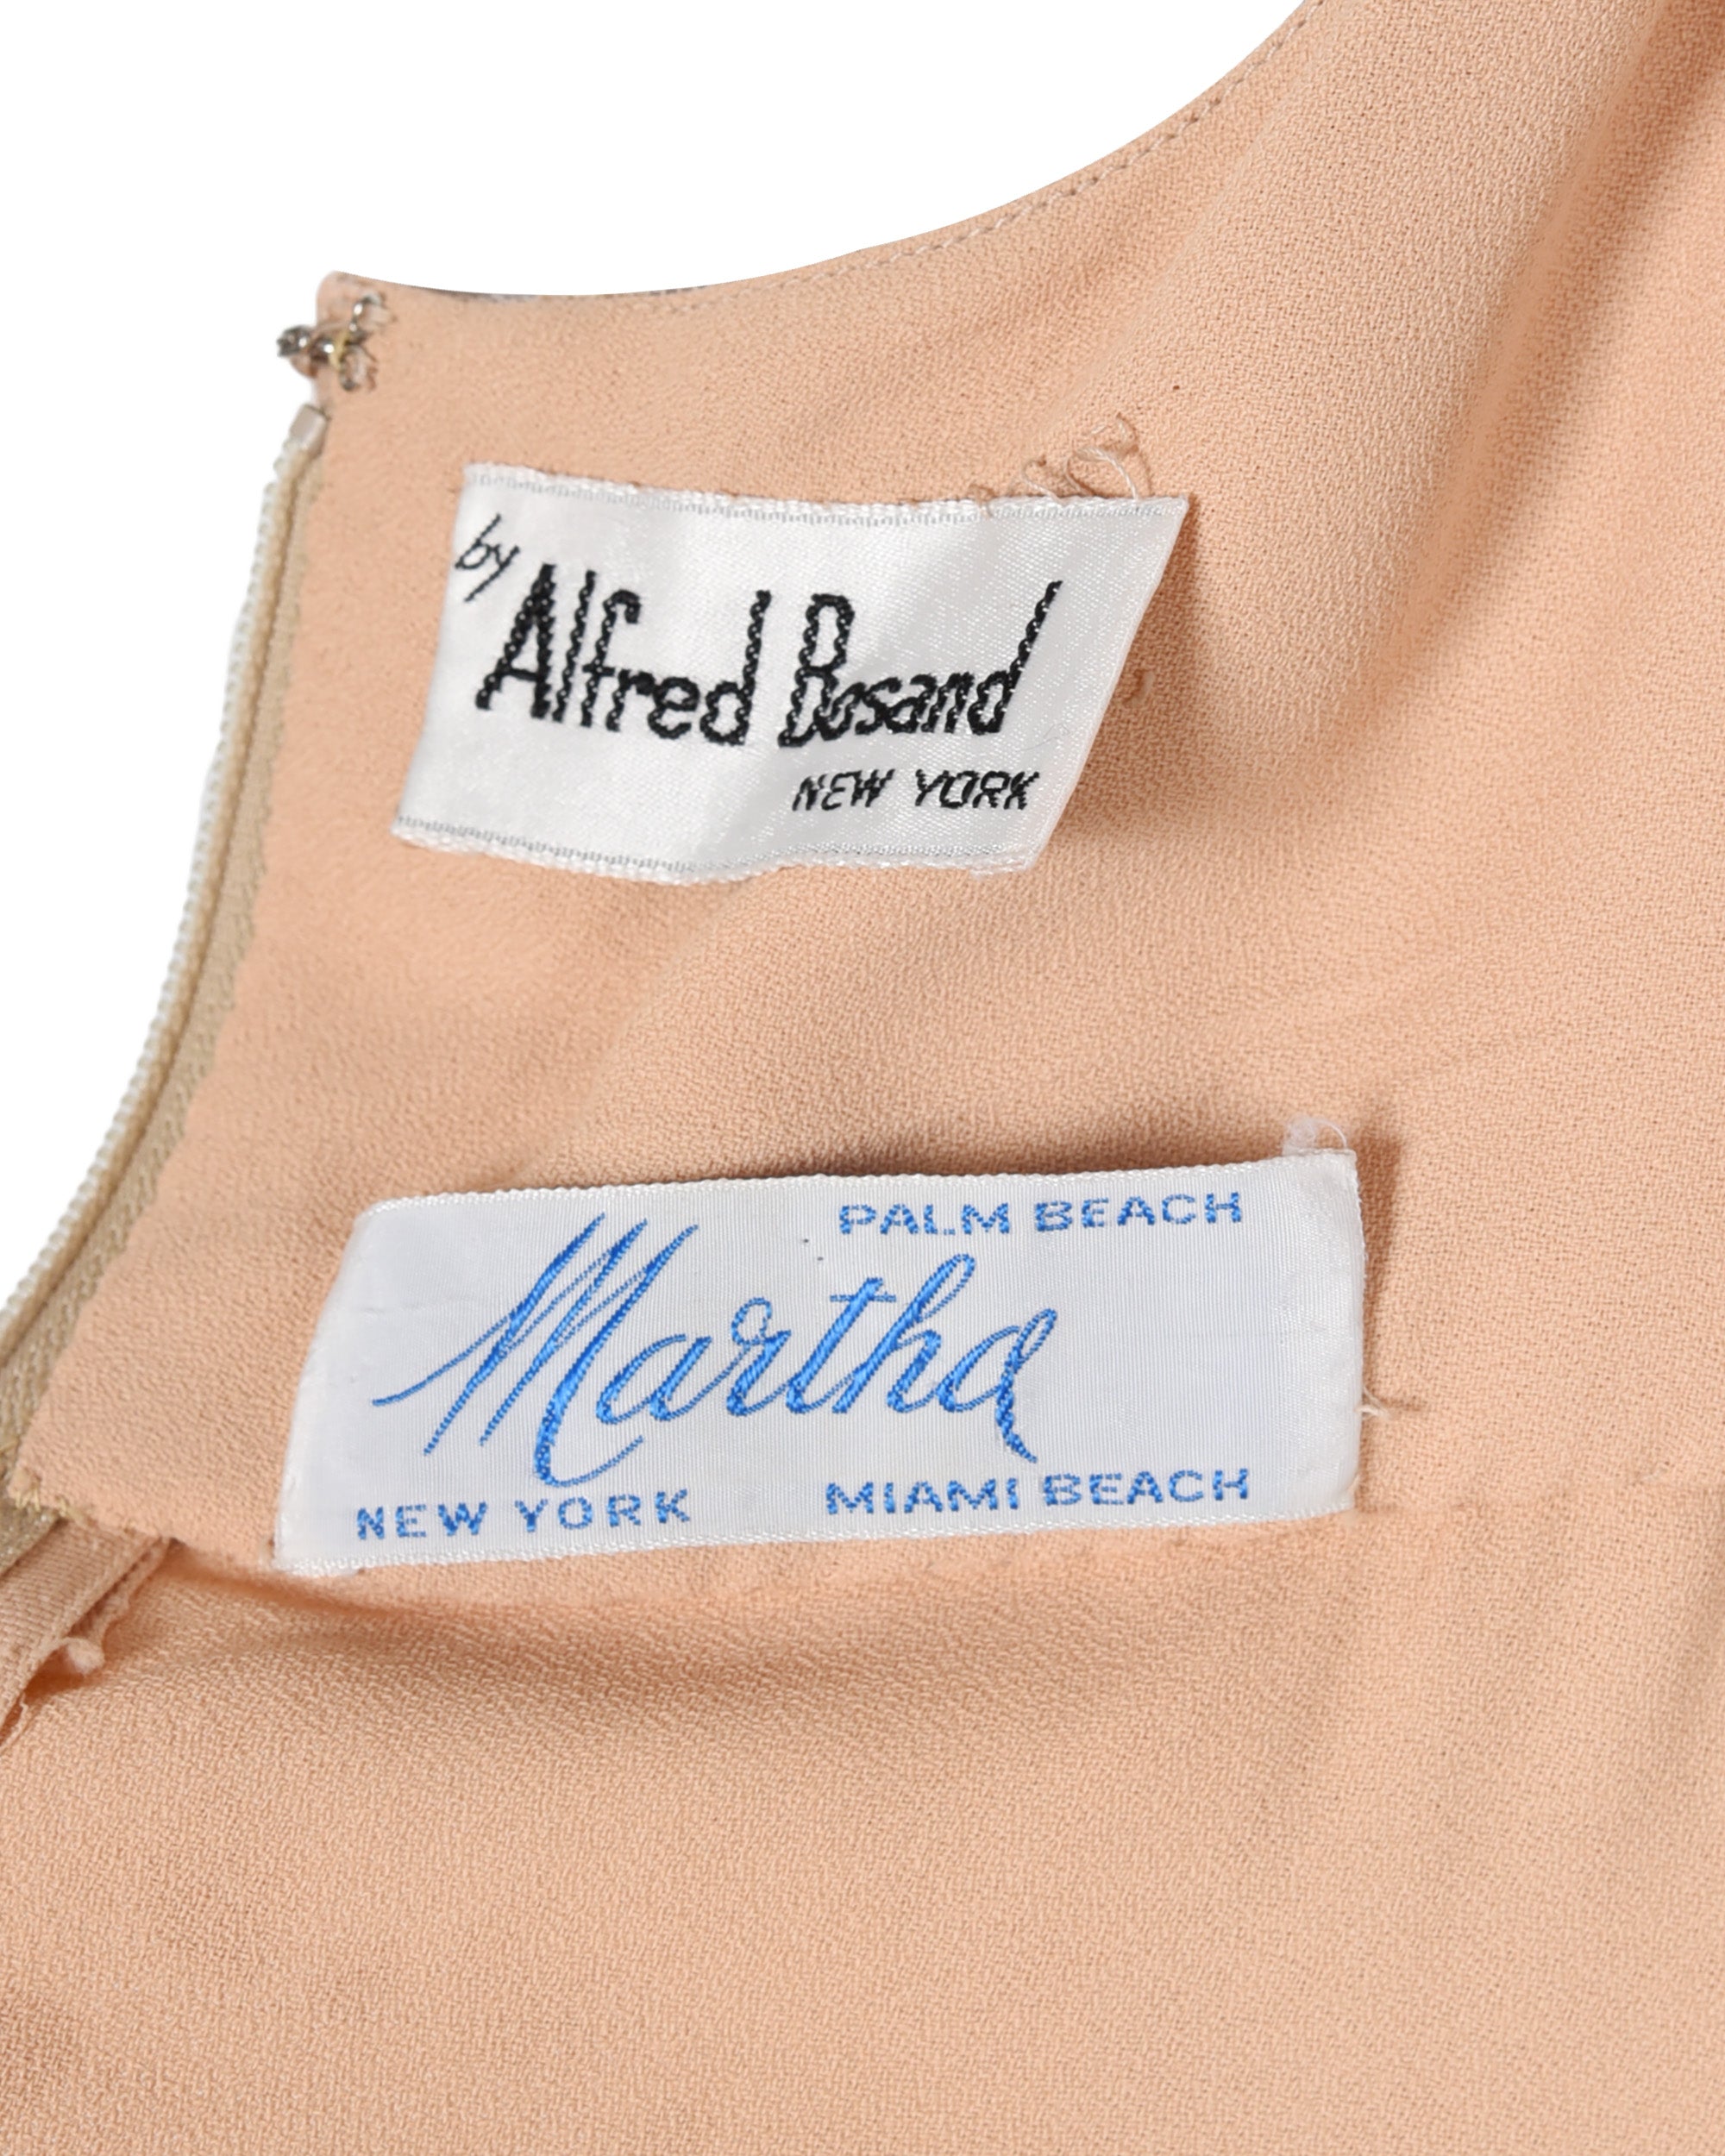 by
Alfred Bosand
NEW YORK
PALM BEACH
Martha
NEW YORK MIAMI BEACH